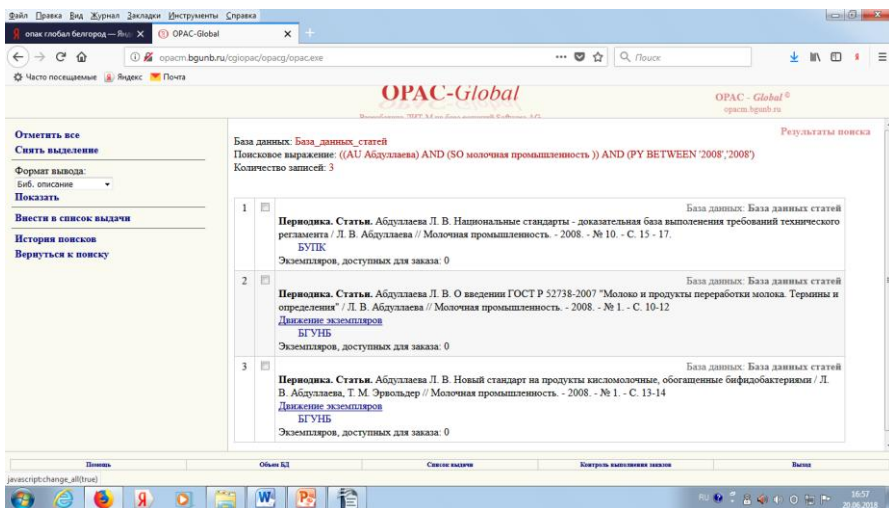 Файл Правка Вид Журнал Закладки Инструменты Справка
опак глобал белгород — Янд
OPAC-Global
opacm.bgunb.ru/cgiopac/opacg/opac.exe
Поиск
Часто посещаемые Яндекс Почта
OPAC-Global
OPAC - Global ©
opacm.bgunb.ru
Результаты поиска
Отметить все
Снять выделение
Формат вывода:
Биб. описание
Показать
Внести в список выдачи
История поисков
Вернуться к поиску
База данных: База_данных_статей
Поисковое выражение: ((AU Абдуллаева) AND (SO молочная промышленность )) AND (PY BETWEEN '2008','2008')
Количество записей: 3
1
База данных: База данных статей
Периодика. Статьи. Абдуллаева Л. В. Национальные стандарты - доказательная база выполенения требований технического
регламента / Л. В. Абдуллаева // Молочная промышленность. - 2008. - № 10. - С. 15 - 17.
БУПК
Экземпляров, доступных для заказа: 0
2
База данных: База данных статей
Периодика. Статьи. Абдуллаева Л. В. О введении ГОСТ Р 52738-2007 "Молоко и продукты переработки молока. Термины и
определения" / Л. В. Абдуллаева // Молочная промышленность. - 2008. - № 1. - С. 10-12
Движение экземпляров
БГУНБ
Экземпляров, доступных для заказа: 0
3
База данных: База данных статей
Периодика. Статьи. Абдуллаева Л. В. Новый стандарт на продукты кисломолочные, обогащенные бифидобактериями / Л.
В. Абдуллаева, Т. М. Эрвольдер // Молочная промышленность. - 2008. - № 1. - С. 13-14
Движение экземпляров
БГУНБ
Экземпляров, доступных для заказа: 0
Помощь Объем БД Список выдачи Контроль выполнения заказов Выход
javascript:change_all(true)
RU
16:57
20.06.2018